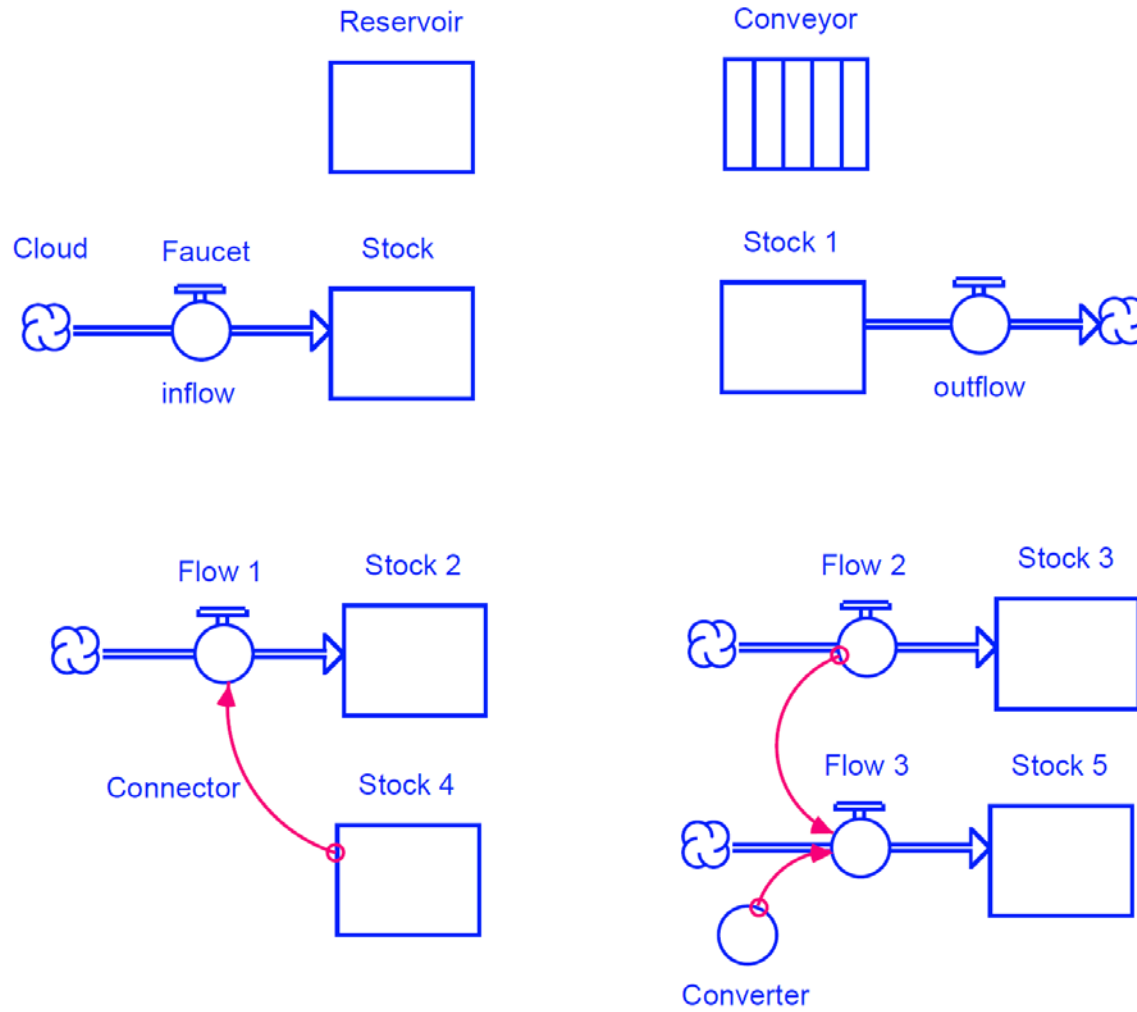 Reservoir
Conveyor
Cloud
Faucet
Stock
Stock 1
inflow
outflow
Flow 1
Stock 2
Flow 2
Stock 3
Connector
Stock 4
Flow 3
Stock 5
Converter